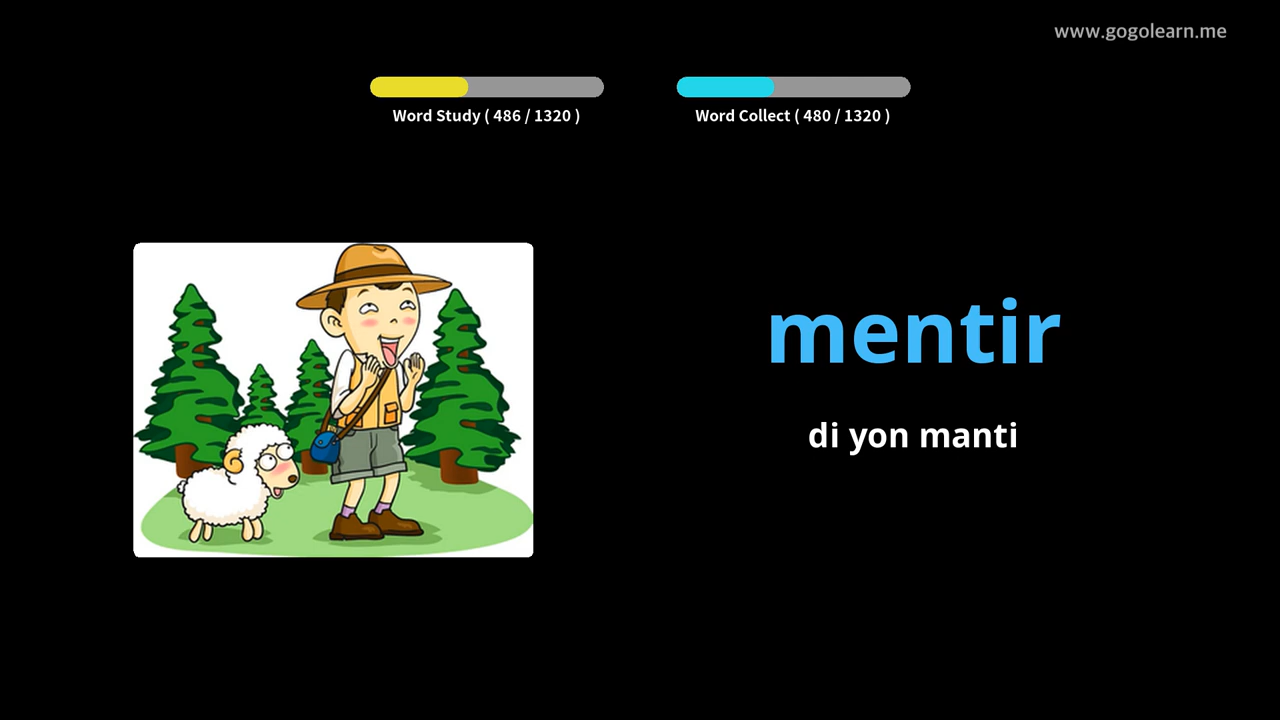 www.gogolearn.me
Word Study ( 486 / 1320 )
Word Collect ( 480 / 1320 )
mentir
di yon manti